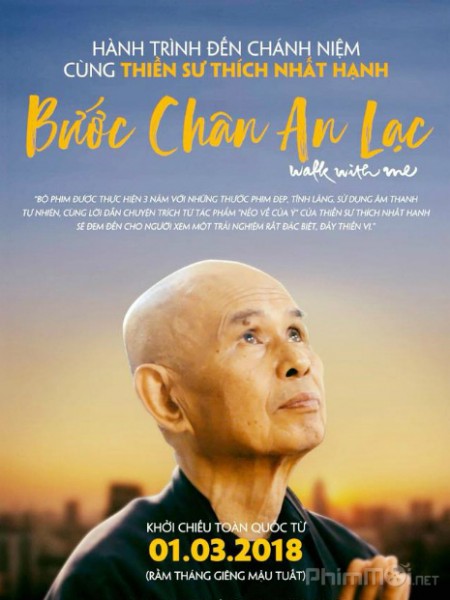 HÀNH TRÌNH ĐẾN CHÁNH NIỆM
CÙNG THIỀN SƯ THÍCH NHẤT HẠNH
Bước Chân An Lạc
walk with me
"BỘ PHIM ĐƯỢC THỰC HIỆN 3 NĂM VỚI NHỮNG THƯỚC PHIM ĐẸP, TĨNH LẶNG, SỬ DỤNG ÂM THANH
TỰ NHIÊN, CÙNG LỜI DẪN CHUYỆN TRÍCH TỪ TÁC PHẨM "NẺO VỀ CỦA Ý" CỦA THIỀN SƯ THÍCH NHẤT HẠNH
SẼ ĐEM ĐẾN CHO NGƯỜI XEM MỘT TRẢI NGHIỆM RẤT ĐẶC BIỆT, ĐẦY THIỀN VỊ."
KHỞI CHIẾU TOÀN QUỐC TỪ
01.03.2018
(RẰM THÁNG GIÊNG MẬU TUẤT)
PhimMoi.NET